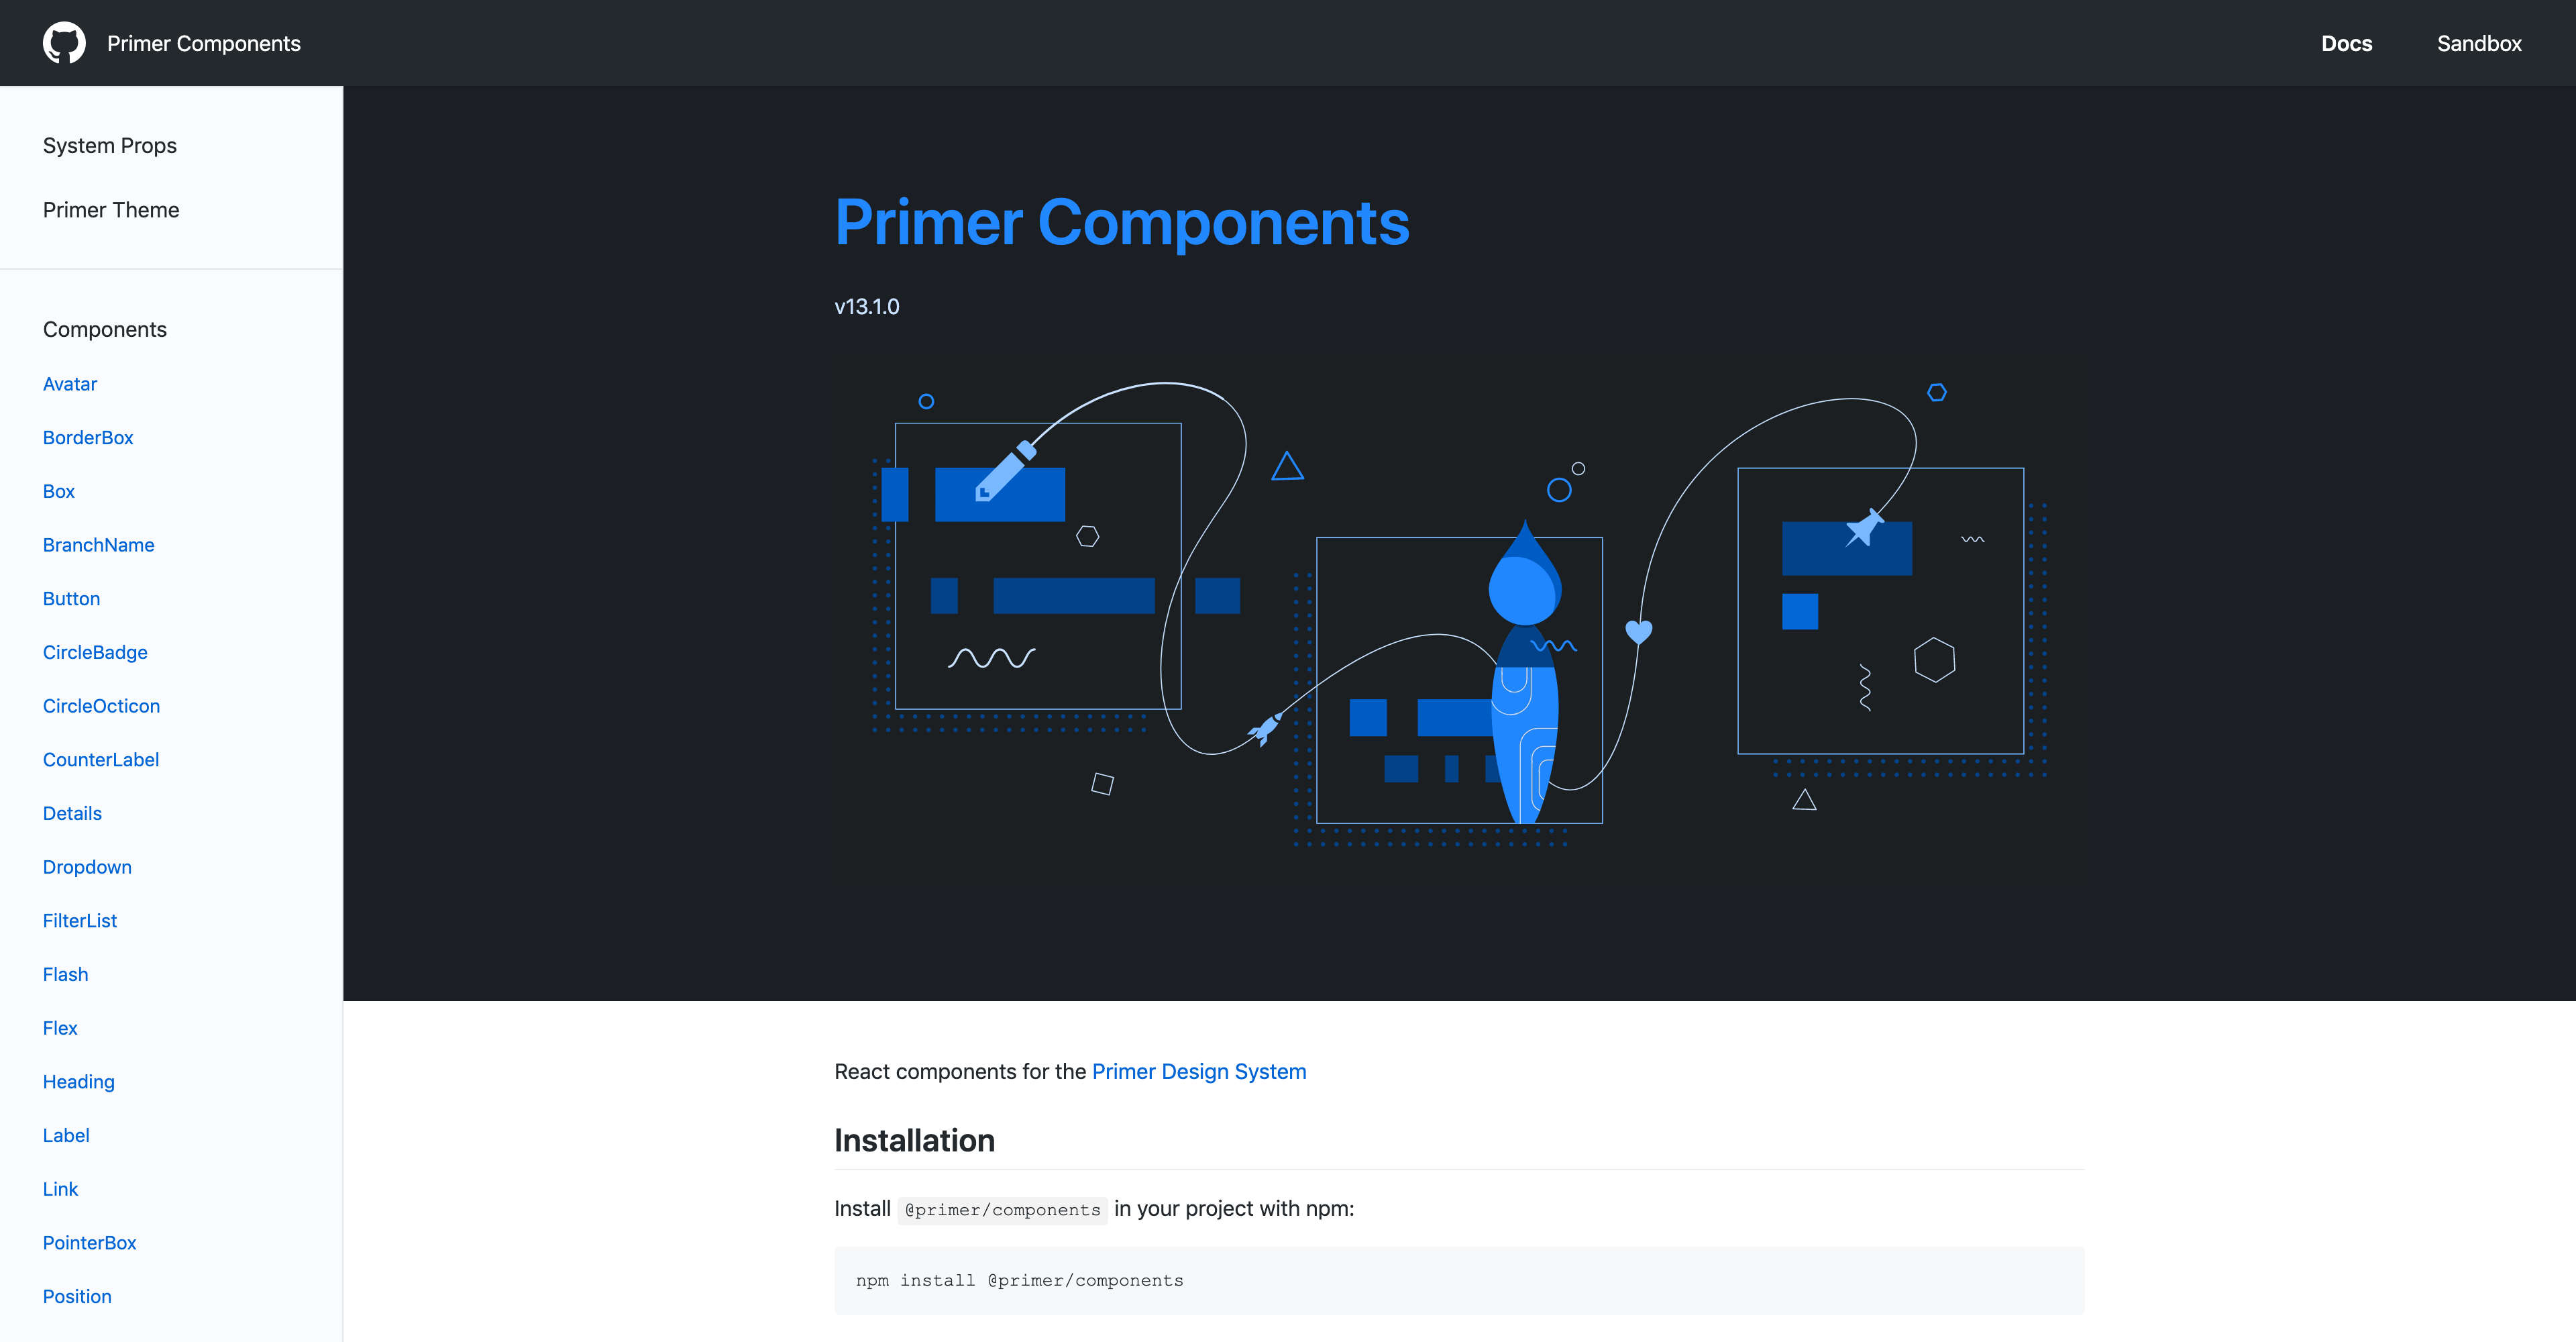 Primer Components
Docs
Sandbox
System Props
Primer Theme
Components
Avatar
BorderBox
Box
BranchName
Button
CircleBadge
CircleOcticon
CounterLabel
Details
Dropdown
FilterList
Flash
Flex
Heading
Label
Link
PointerBox
Position
Primer Components
v13.1.0
React components for the Primer Design System
Installation
Install @primer/components in your project with npm:
npm install @primer/components